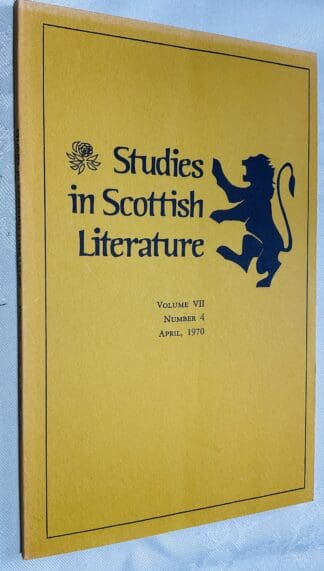 Studies
in Scottish
Literature
VOLUME VII
NUMBER 4
APRIL, 1970